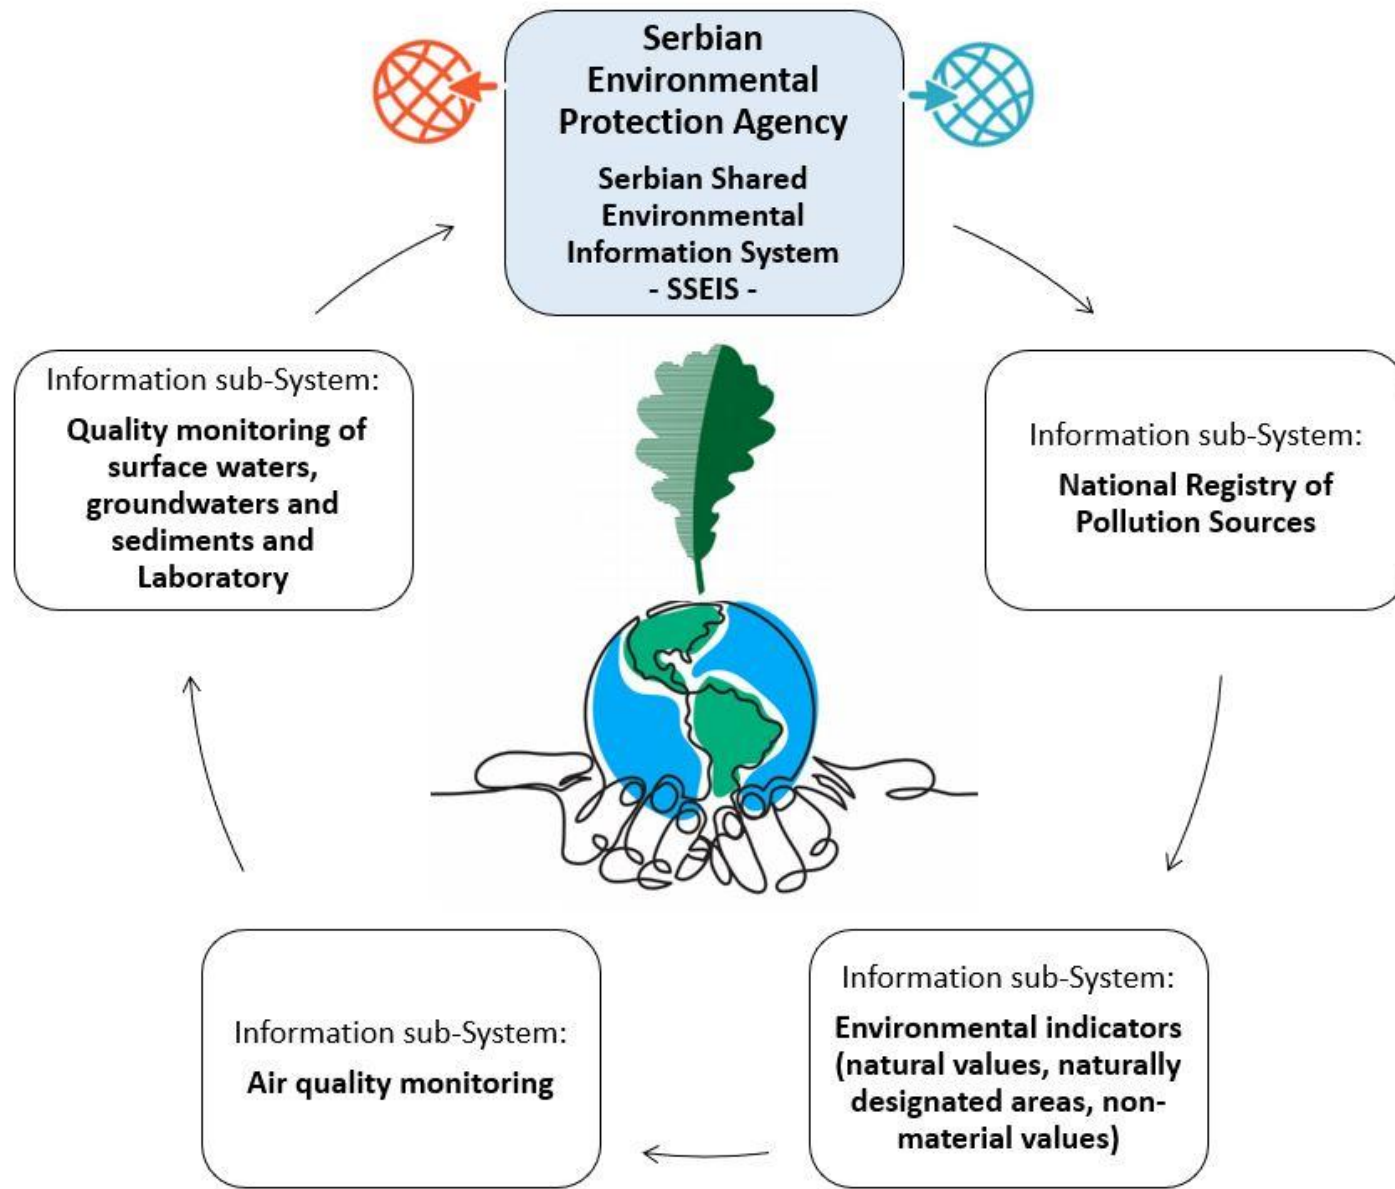 Serbian
Environmental
Protection Agency
Serbian Shared
Environmental
Information System
- SSEIS -
Information sub-System:
Quality monitoring of
surface waters,
groundwaters and
sediments and
Laboratory
Information sub-System:
National Registry of
Pollution Sources
Information sub-System:
Air quality monitoring
Information sub-System:
Environmental indicators
(natural values, naturally
designated areas, non-
material values)